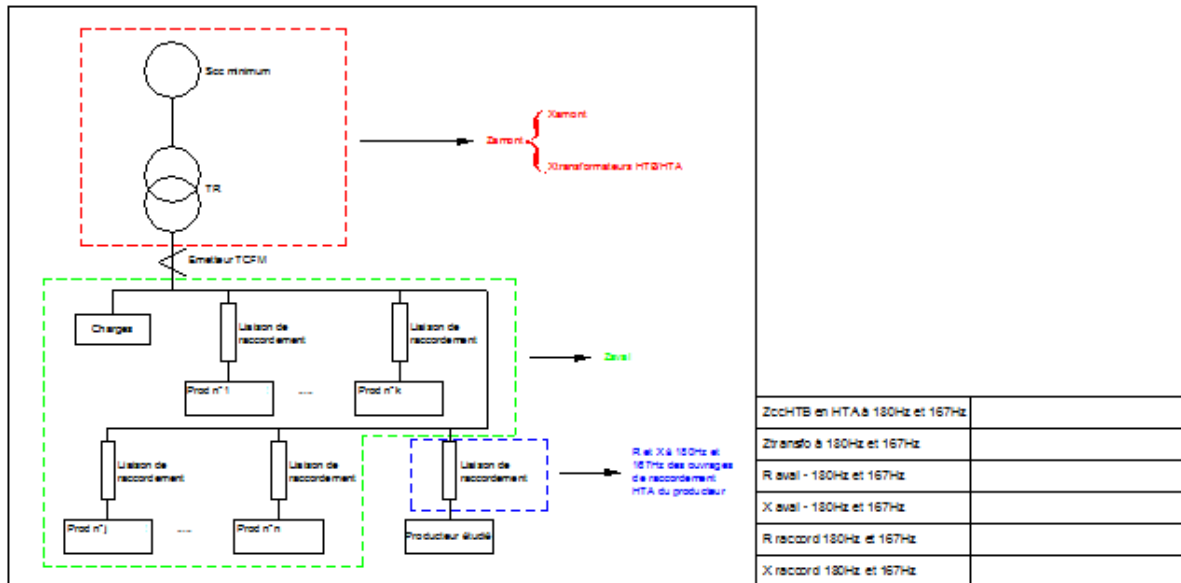 Scc minimum
Xamont
Zamont
Xtransformateurs HTB/HTA
TR
Emetteur TCFM
Charges
Liaison de
raccordement
Liaison de
raccordement
Zaval
Prod n°1
----
Prod n°k
Liaison de
raccordement
Liaison de
raccordement
Liaison de
raccordement
R et X à 180Hz et
167Hz des ouvrages
de raccordement
HTA du producteur
Prod n°j
----
Prod n°n
Producteur étudié
ZccHTB en HTA à 180Hz et 167Hz
Ztransfo à 180Hz et 167Hz
R aval - 180Hz et 167Hz
X aval - 180Hz et 167Hz
R raccord 180Hz et 167Hz
X raccord 180Hz et 167Hz